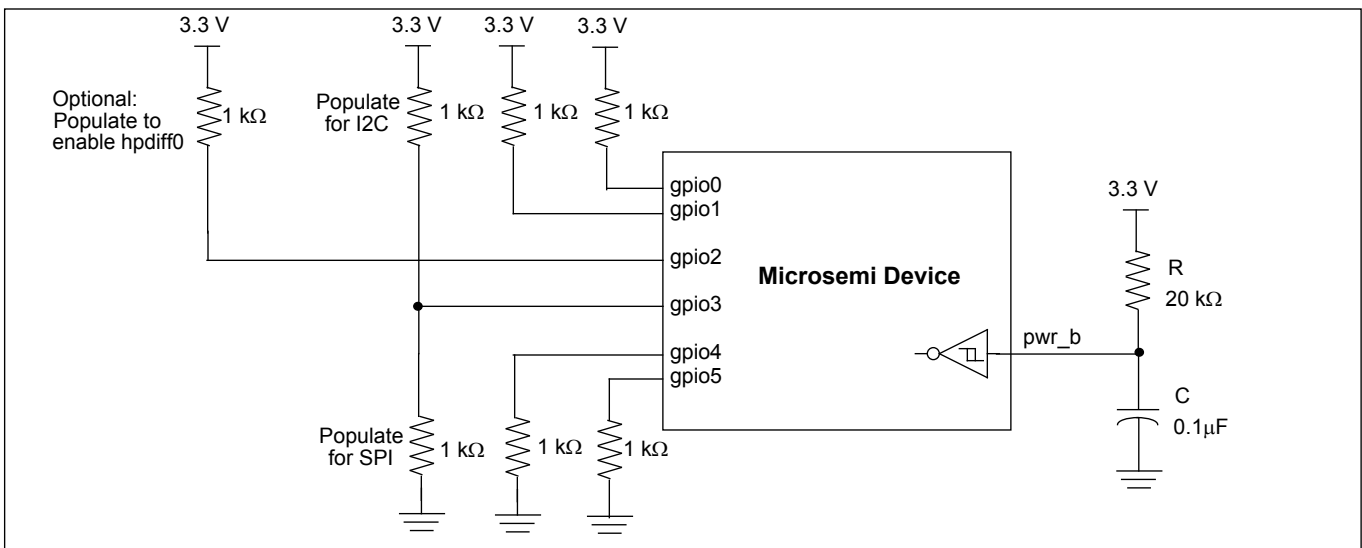 3.3 V
3.3 V
3.3 V
3.3 V
Optional:
Populate to
enable hpdiff0
1 kΩ
Populate
for I2C
1 kΩ
1 kΩ
1 kΩ
gpio0
gpio1
gpio2
gpio3
gpio4
gpio5
Microsemi Device
pwr_b
3.3 V
R
20 kΩ
C
0.1μF
Populate
for SPI
1 kΩ
1 kΩ
1 kΩ